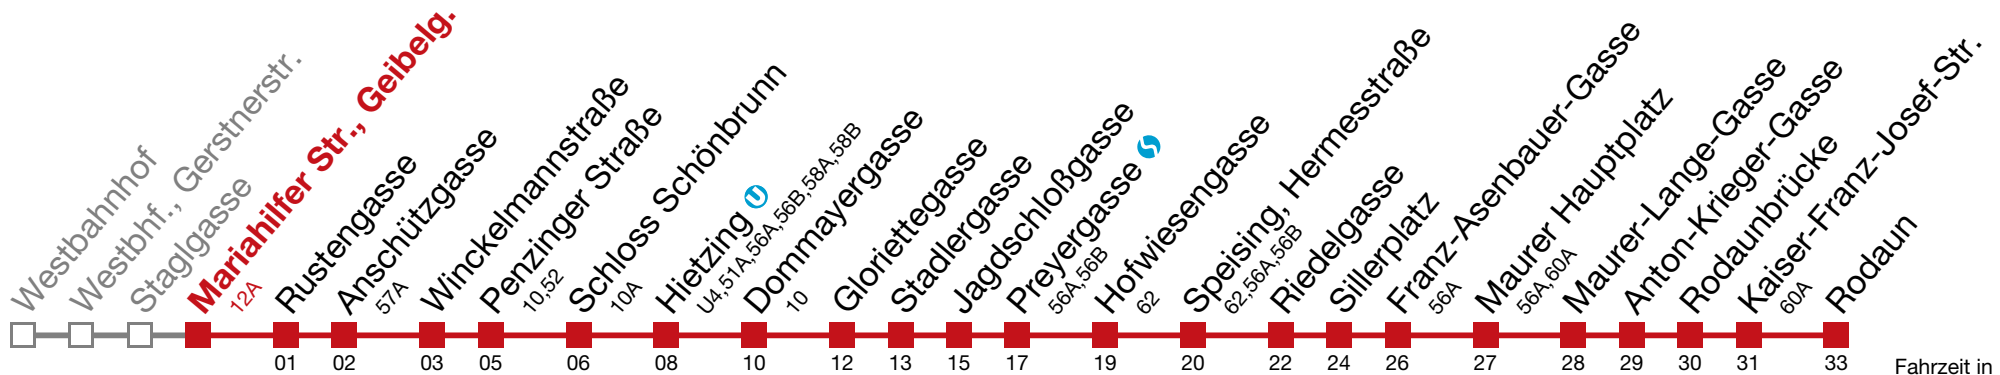 Westbahnhof
Westbhf., Gerstnerstr.
Staglgasse
Mariahilfer Str., Geibelg.
12A
Rustengasse
Anschützgasse
57A
Winckelmannstraße
Penzinger Straße
10,52
Schloss Schönbrunn
10A
Hietzing U
U4,51A,56A,56B,58A,58B
Dommayergasse
10
Gloriettegasse
Stadlergasse
Jagdschloßgasse
Preyergasse
56A,56B
Hofwiesengasse
62
Speising, Hermesstraße
62,56A,56B
Riedelgasse
Sillerplatz
Franz-Asenbauer-Gasse
56A
Maurer Hauptplatz
56A,60A
Maurer-Lange-Gasse
Anton-Krieger-Gasse
Rodaunbrücke
Kaiser-Franz-Josef-Str.
60A
Rodaun
01 02 03 05 06 08 10 12 13 15 17 19 20 22 24 26 27 28 29 30 31 33 Fahrzeit in